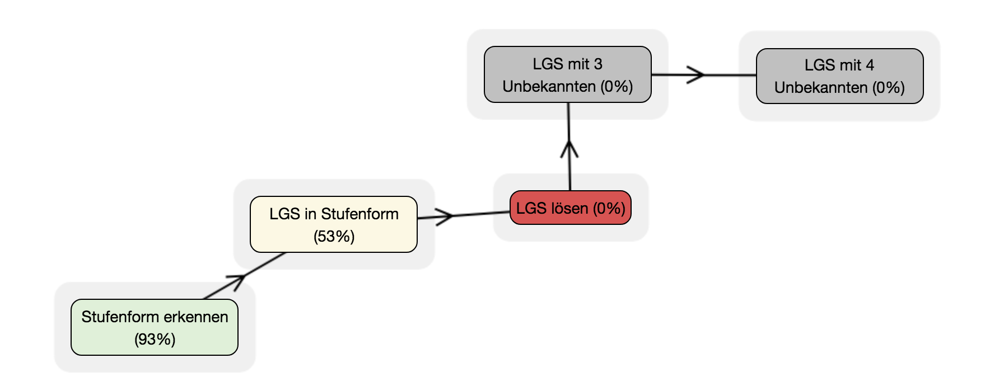 LGS mit 3
Unbekannten (0%)
LGS mit 4
Unbekannten (0%)
LGS in Stufenform
(53%)
LGS lösen (0%)
Stufenform erkennen
(93%)